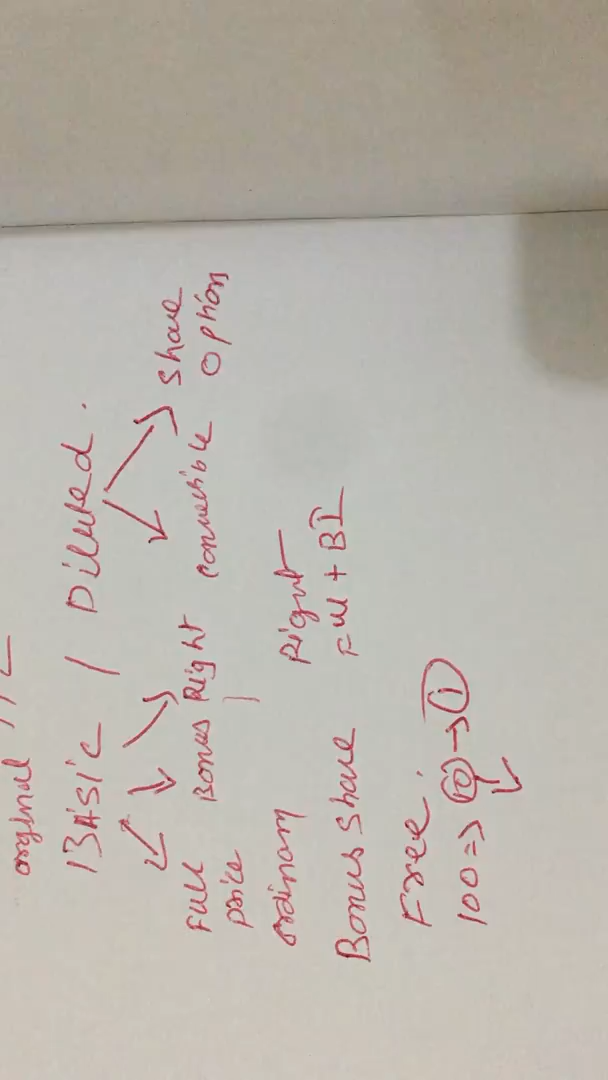 original
BASIC / Diluted.
Full Bonus Right Convertible Share
price Option
ordinary Right
Bonus Share Full + BI
Free.
100 => 10 → 1